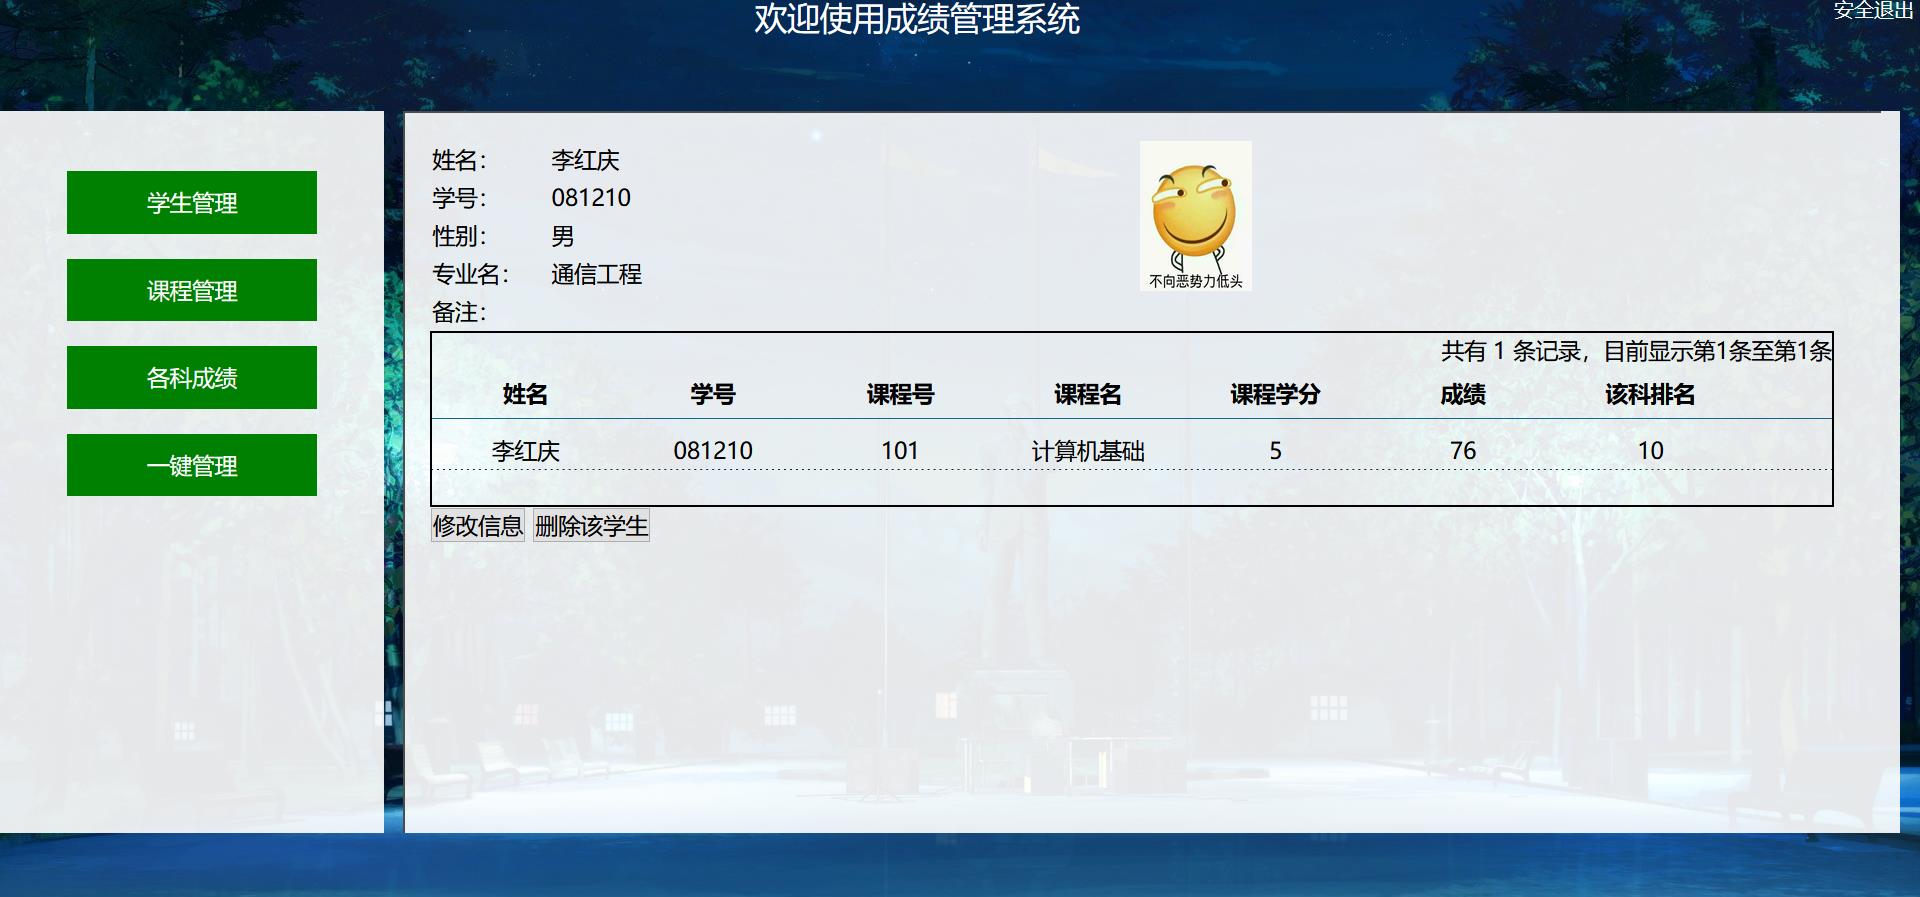 欢迎使用成绩管理系统
安全退出
学生管理
课程管理
各科成绩
一键管理
姓名： 李红庆
学号： 081210
性别： 男
专业名： 通信工程
备注：
不向恶势力低头
共有 1 条记录，目前显示第1条至第1条
姓名 学号 课程号 课程名 课程学分 成绩 该科排名
李红庆 081210 101 计算机基础 5 76 10
修改信息 删除该学生